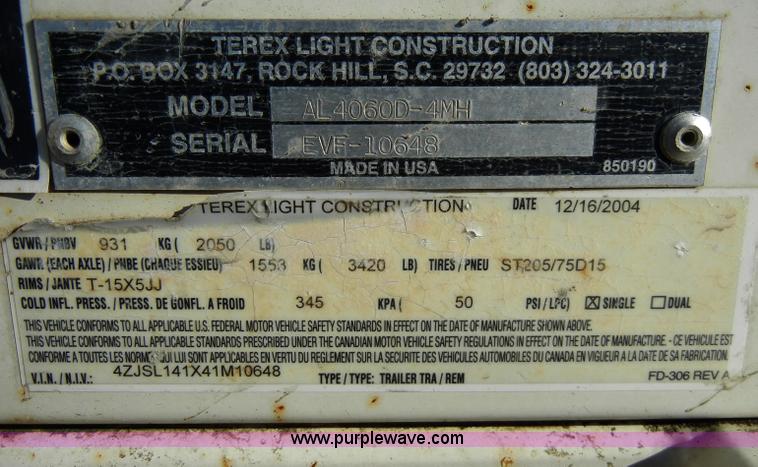 TEREX LIGHT CONSTRUCTION
P.O. BOX 3147, ROCK HILL, S.C. 29732 (803) 324-3011
MODEL AL4060D-4MH
SERIAL EVF-10648
MADE IN USA 850190
TEREX LIGHT CONSTRUCTION DATE 12/16/2004
GVWR / PNBV 931 KG ( 2050 LB)
GAWR (EACH AXLE) / PNBE (CHAQUE ESSIEU) 1553 KG ( 3420 LB) TIRES/PNEU ST205/75D15
RIMS / JANTE T-15X5JJ
COLD INFL. PRESS./ PRESS. DE GONFL. A FROID 345 KPA ( 50 PSI / LPC) ☒ SINGLE ☐ DUAL
THIS VEHICLE CONFORMS TO ALL APPLICABLE U.S. FEDERAL MOTOR VEHICLE SAFETY STANDARDS IN EFFECT ON THE DATE OF MANUFACTURE SHOWN ABOVE.
THIS VEHICLE CONFORMS TO ALL APPLICABLE STANDARDS PRESCRIBED UNDER THE CANADIAN MOTOR VEHICLE SAFETY REGULATIONS IN EFFECT ON THE DATE OF MANUFACTURE. - CE VEHICULE EST
CONFORME A TOUTES LES NORMES QUI LUI SONT APPLICABLES EN VERTU DU REGLEMENT SUR LA SECURITE DES VEHICULES AUTOMOBILES DU CANADA EN VIGUEUR A LA DATE DE SA FABRICATION.
V.I.N. / N.I.V.: 4ZJSL141X41M10648 TYPE / TYPE: TRAILER TRA / REM FD-306 REV A
www.purplewave.com